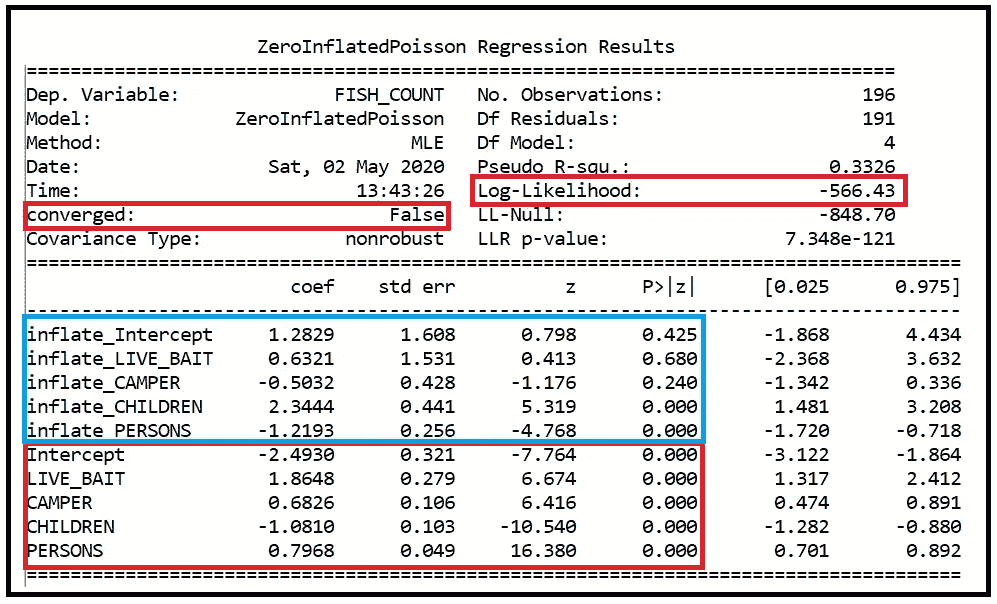 ZeroInflatedPoisson Regression Results
==============================================================================
Dep. Variable: FISH_COUNT No. Observations: 196
Model: ZeroInflatedPoisson Df Residuals: 191
Method: MLE Df Model: 4
Date: Sat, 02 May 2020 Pseudo R-squ.: 0.3326
Time: 13:43:26 Log-Likelihood: -566.43
converged: False LL-Null: -848.70
Covariance Type: nonrobust LLR p-value: 7.348e-121
=====================================================================================
coef std err z P>|z| [0.025 0.975]
-------------------------------------------------------------------------------------
inflate_Intercept 1.2829 1.608 0.798 0.425 -1.868 4.434
inflate_LIVE_BAIT 0.6321 1.531 0.413 0.680 -2.368 3.632
inflate_CAMPER -0.5032 0.428 -1.176 0.240 -1.342 0.336
inflate_CHILDREN 2.3444 0.441 5.319 0.000 1.481 3.208
inflate_PERSONS -1.2193 0.256 -4.768 0.000 -1.720 -0.718
Intercept -2.4930 0.321 -7.764 0.000 -3.122 -1.864
LIVE_BAIT 1.8648 0.279 6.674 0.000 1.317 2.412
CAMPER 0.6826 0.106 6.416 0.000 0.474 0.891
CHILDREN -1.0810 0.103 -10.540 0.000 -1.282 -0.880
PERSONS 0.7968 0.049 16.380 0.000 0.701 0.892
=====================================================================================